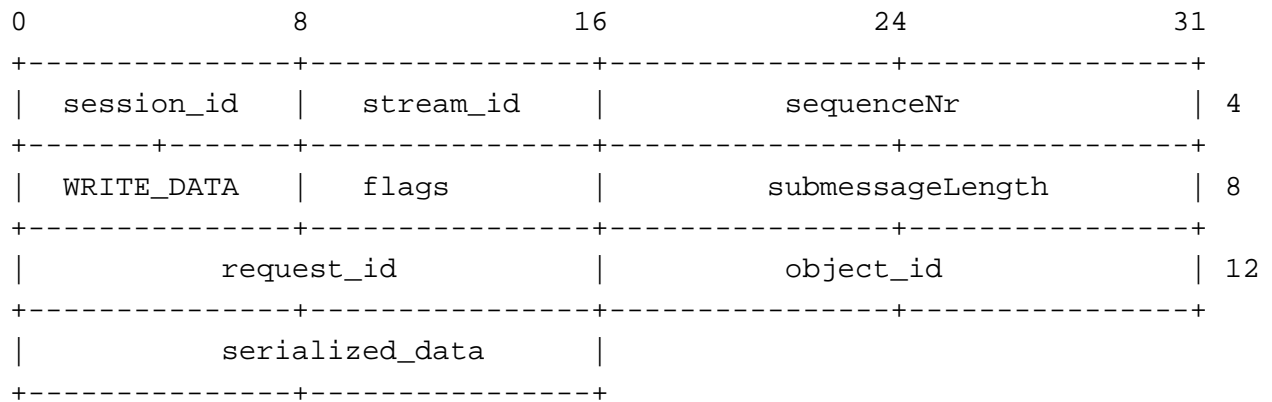 0 8 16 24 31
+---------------+---------------+---------------+---------------+
| session_id | stream_id | sequenceNr | 4
+-------+-------+---------------+---------------+---------------+
| WRITE_DATA | flags | submessageLength | 8
+---------------+---------------+---------------+---------------+
| request_id | object_id | 12
+---------------+---------------+---------------+---------------+
| serialized_data |
+---------------+---------------+